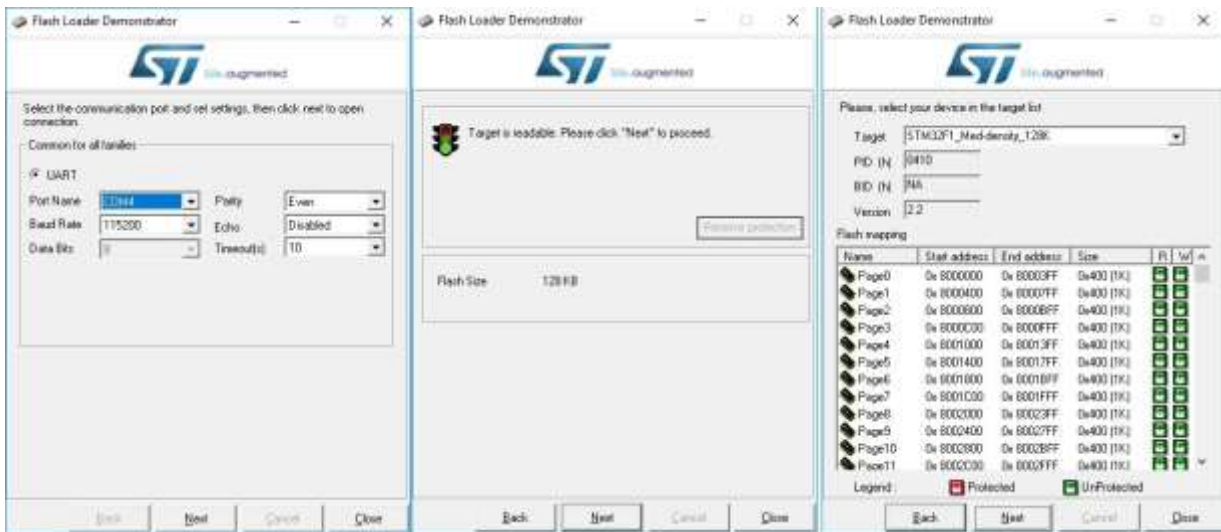 Flash Loader Demonstrator
life.augmented
Select the communication port and set settings, then click next to open
connection.
Common for all families
UART
Port Name COM4 Parity Even
Baud Rate 115200 Echo Disabled
Data Bits 8 Timeout(s) 10
Back Next Cancel Close
Flash Loader Demonstrator
life.augmented
Target is readable. Please click "Next" to proceed.
Remove protection
Flash Size 128 KB
Back Next Cancel Close
Flash Loader Demonstrator
life.augmented
Please, select your device in the target list
Target STM32F1_Med-density_128K
PID (h) 0410
BID (h) NA
Version 2.2
Flash mapping
Name Start address End address Size R W
Page0 0x 8000000 0x 80003FF 0x400 (1K)
Page1 0x 8000400 0x 80007FF 0x400 (1K)
Page2 0x 8000800 0x 8000BFF 0x400 (1K)
Page3 0x 8000C00 0x 8000FFF 0x400 (1K)
Page4 0x 8001000 0x 80013FF 0x400 (1K)
Page5 0x 8001400 0x 80017FF 0x400 (1K)
Page6 0x 8001800 0x 8001BFF 0x400 (1K)
Page7 0x 8001C00 0x 8001FFF 0x400 (1K)
Page8 0x 8002000 0x 80023FF 0x400 (1K)
Page9 0x 8002400 0x 80027FF 0x400 (1K)
Page10 0x 8002800 0x 8002BFF 0x400 (1K)
Page11 0x 8002C00 0x 8002FFF 0x400 (1K)
Legend : Protected UnProtected
Back Next Cancel Close